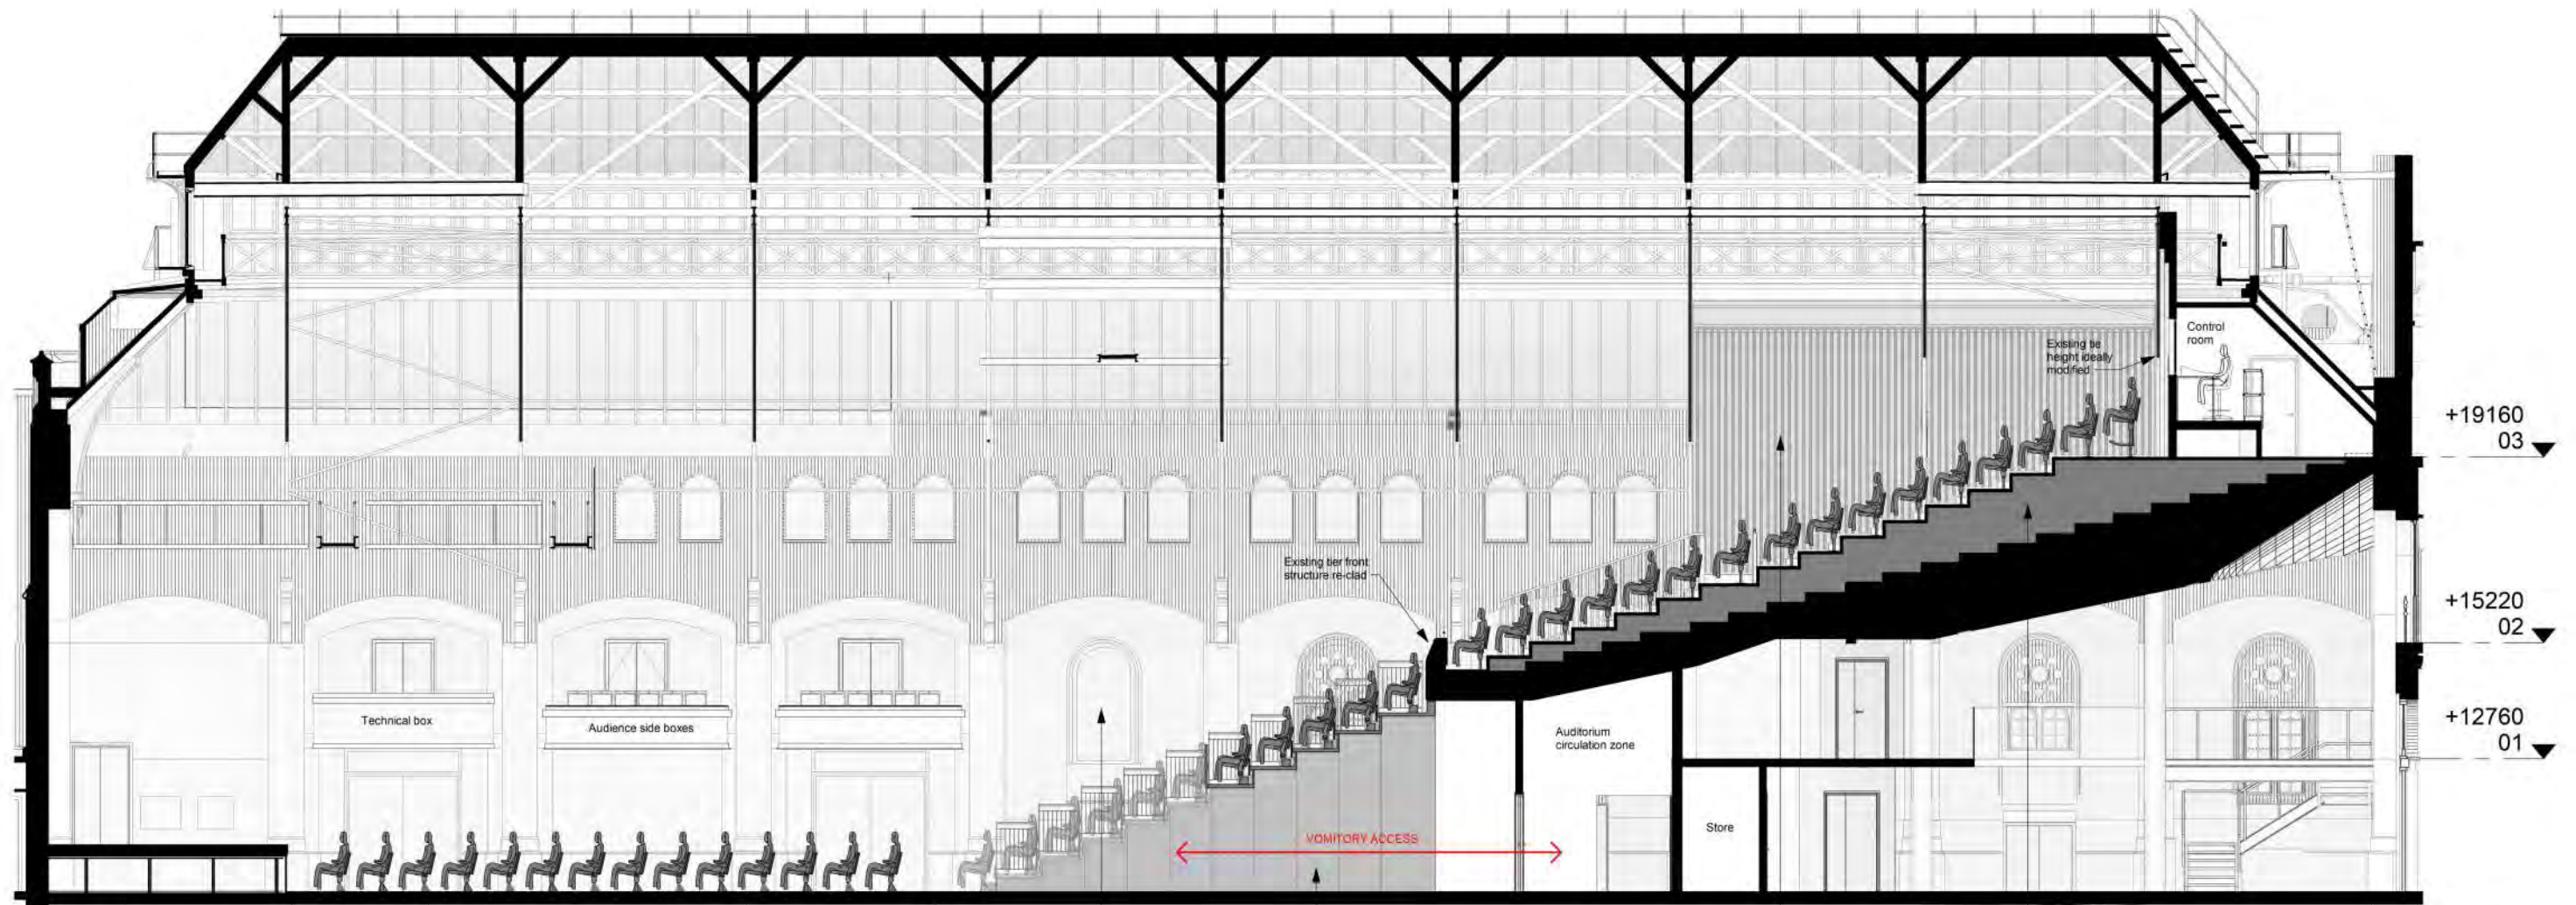 Control
room
Existing tie
height ideally
modified
+19160
03
Existing tier front
structure re-clad
+15220
02
Technical box
Audience side boxes
Auditorium
circulation zone
+12760
01
Store
VOMITORY ACCESS